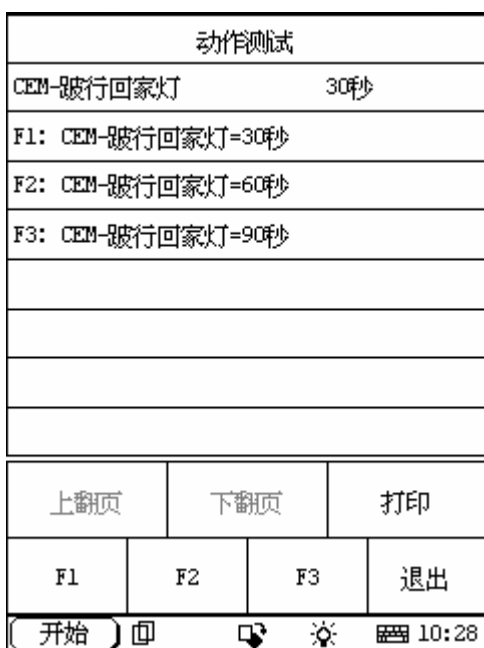 动作测试
CEM-跛行回家灯 30秒
F1: CEM-跛行回家灯=30秒
F2: CEM-跛行回家灯=60秒
F3: CEM-跛行回家灯=90秒
上翻页 下翻页 打印
F1 F2 F3 退出
开始 10:28